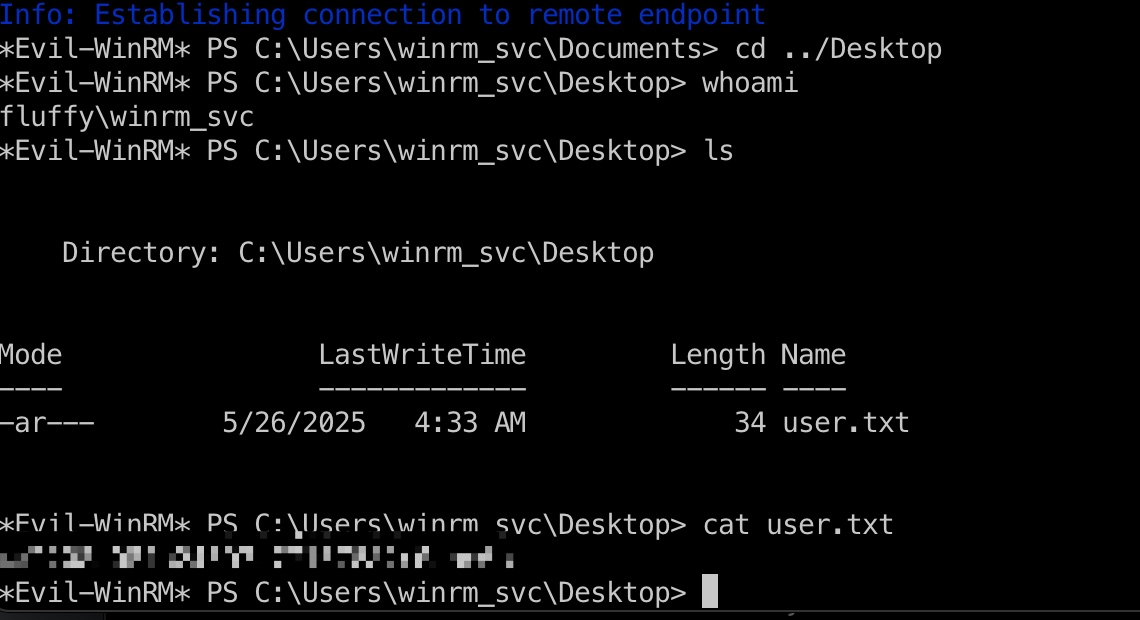 Info: Establishing connection to remote endpoint
*Evil-WinRM* PS C:\Users\winrm_svc\Documents> cd ../Desktop
*Evil-WinRM* PS C:\Users\winrm_svc\Desktop> whoami
fluffy\winrm_svc
*Evil-WinRM* PS C:\Users\winrm_svc\Desktop> ls
Directory: C:\Users\winrm_svc\Desktop
Mode LastWriteTime Length Name
---- ------------- ------ ----
-ar--- 5/26/2025 4:33 AM 34 user.txt
*Evil-WinRM* PS C:\Users\winrm_svc\Desktop> cat user.txt
*Evil-WinRM* PS C:\Users\winrm_svc\Desktop>